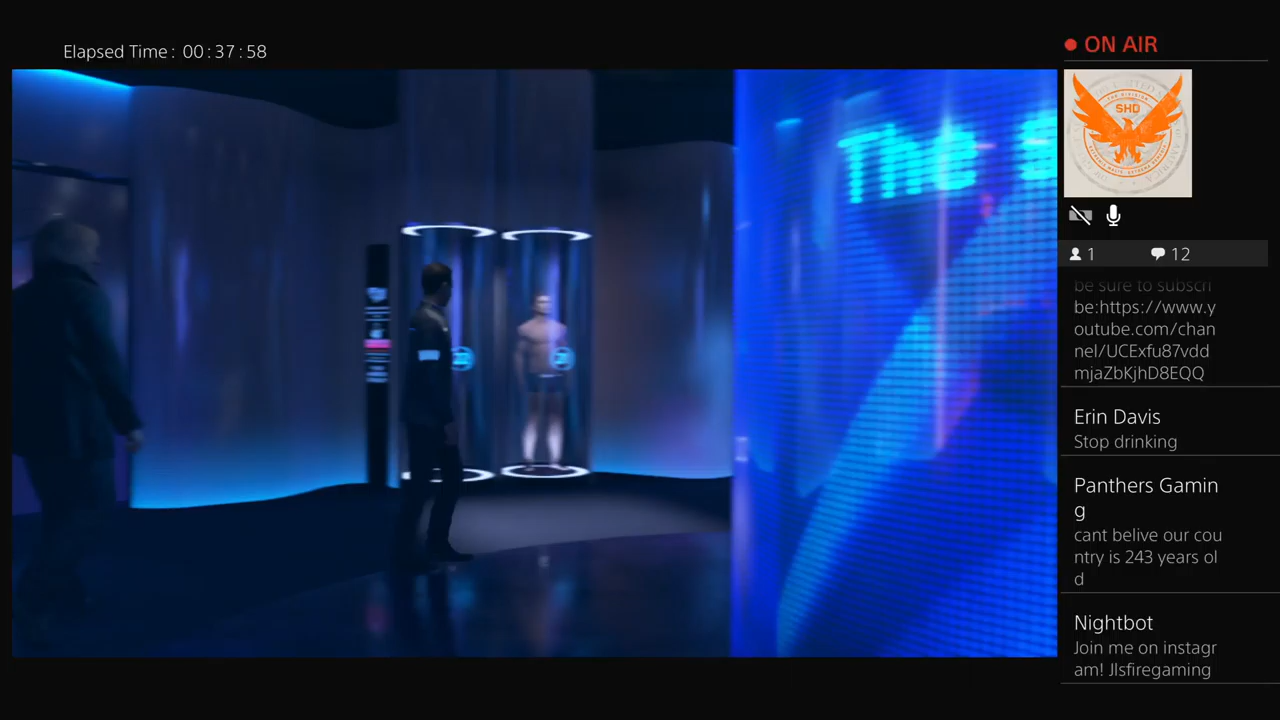 Elapsed Time: 00:37:58
ON AIR
SHD
1
12
be sure to subscri
be:https://www.y
outube.com/chan
nel/UCExfu87vdd
mjaZbKjhD8EQQ
Erin Davis
Stop drinking
Panthers Gamin
g
cant belive our cou
ntry is 243 years ol
d
Nightbot
Join me on instagr
am! Jlsfiregaming
The